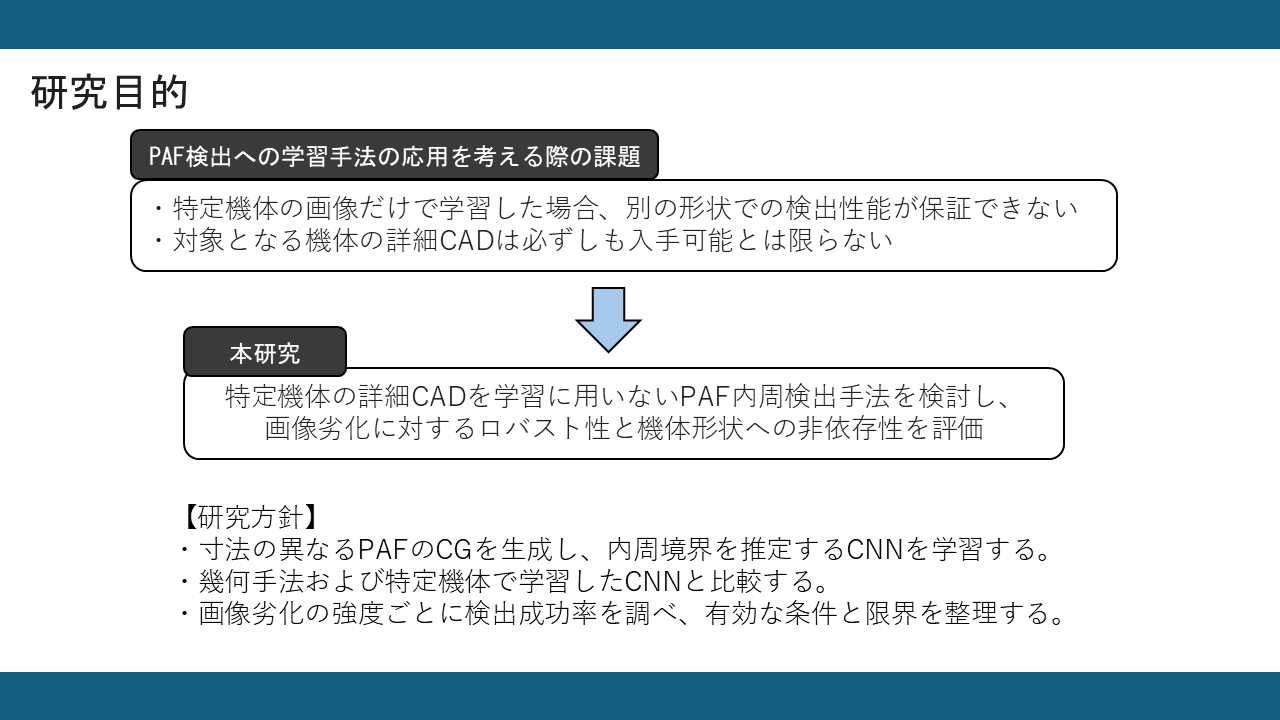 研究目的
PAF検出への学習手法の応用を考える際の課題
・特定機体の画像だけで学習した場合、別の形状での検出性能が保証できない
・対象となる機体の詳細CADは必ずしも入手可能とは限らない
本研究
特定機体の詳細CADを学習に用いないPAF内周検出手法を検討し、
画像劣化に対するロバスト性と機体形状への非依存性を評価
【研究方針】
・寸法の異なるPAFのCGを生成し、内周境界を推定するCNNを学習する。
・幾何手法および特定機体で学習したCNNと比較する。
・画像劣化の強度ごとに検出成功率を調べ、有効な条件と限界を整理する。